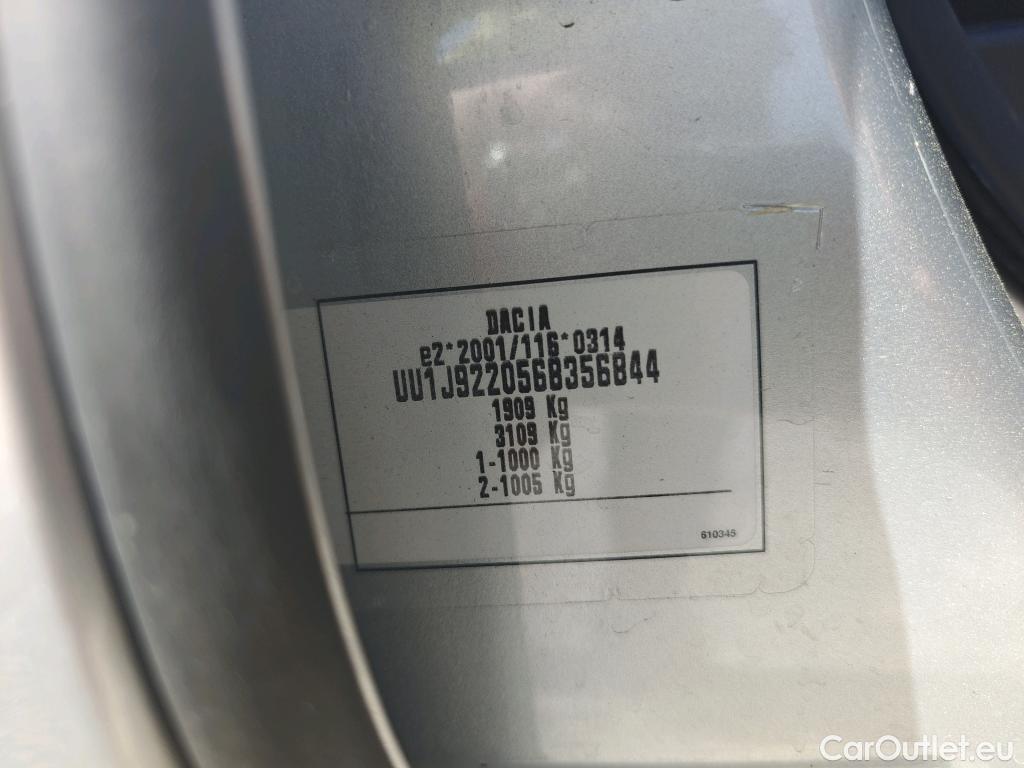 DACIA
e2*2001/116*0314
UU1J9220568356844
1909 Kg
3109 Kg
1-1000 Kg
2-1005 Kg
610345
CarOutlet.eu